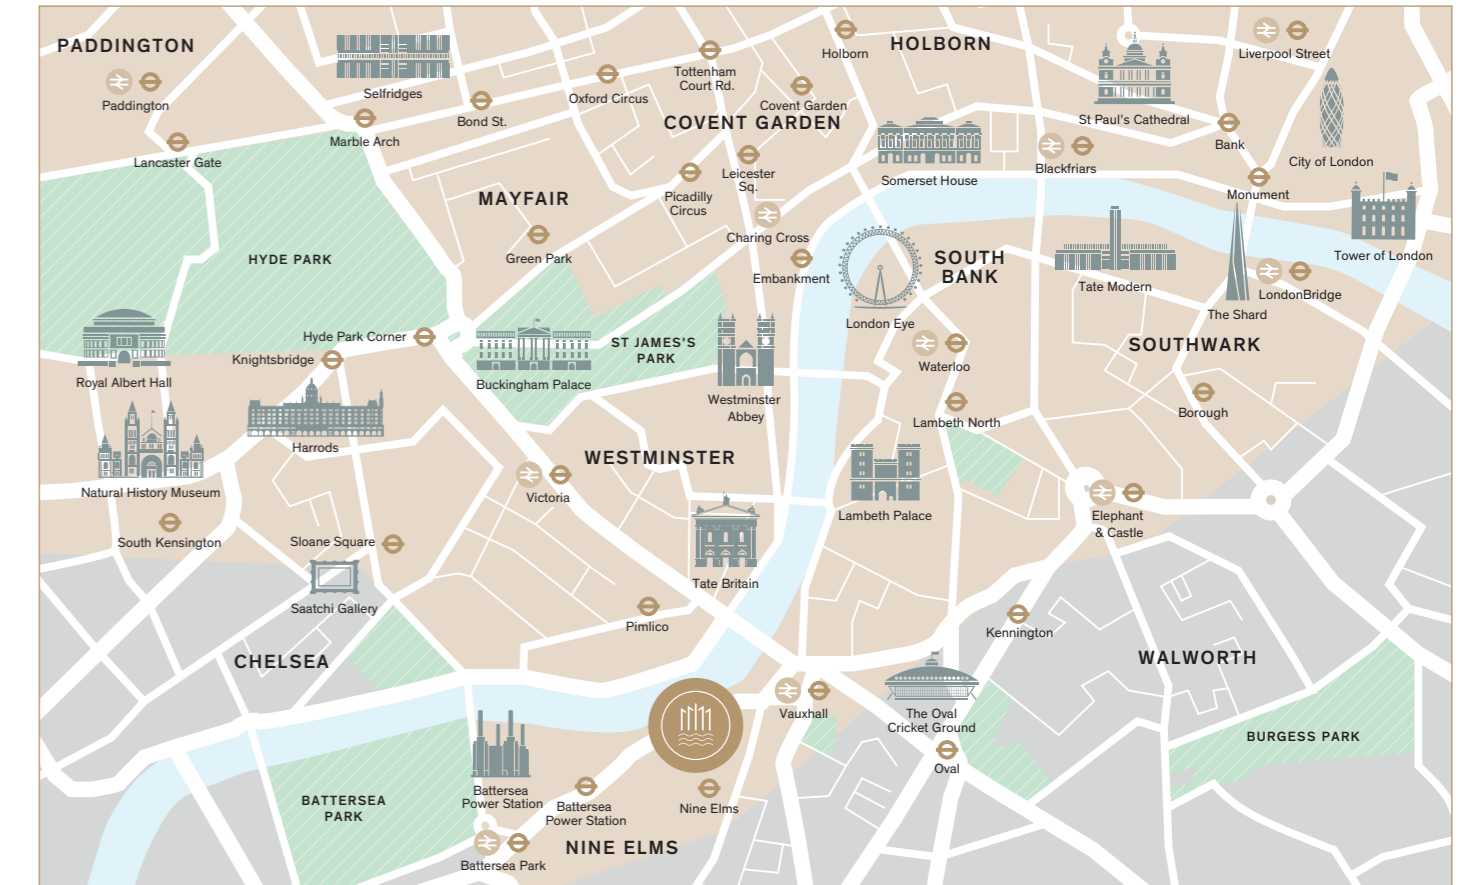 PADDINGTON
Paddington
Selfridges
Holborn
HOLBORN
Liverpool Street
Tottenham
Court Rd.
Oxford Circus
Covent Garden
COVENT GARDEN
Bond St.
Marble Arch
Lancaster Gate
St Paul's Cathedral
Bank
City of London
Blackfriars
Somerset House
Leicester
Sq.
Picadilly
Circus
MAYFAIR
Monument
Charing Cross
Green Park
HYDE PARK
Embankment
SOUTH
BANK
Tower of London
Tate Modern
LondonBridge
The Shard
London Eye
Hyde Park Corner
Knightsbridge
ST JAMES'S
PARK
SOUTHWARK
Waterloo
Royal Albert Hall
Buckingham Palace
Westminster
Abbey
Borough
Lambeth North
Harrods
WESTMINSTER
Natural History Museum
Victoria
Lambeth Palace
Elephant
& Castle
South Kensington
Sloane Square
Tate Britain
Saatchi Gallery
Pimlico
Kennington
CHELSEA
WALWORTH
Vauxhall
The Oval
Cricket Ground
BURGESS PARK
Oval
Battersea
Power Station
BATTERSEA
PARK
Battersea
Power Station
Nine Elms
NINE ELMS
Battersea Park